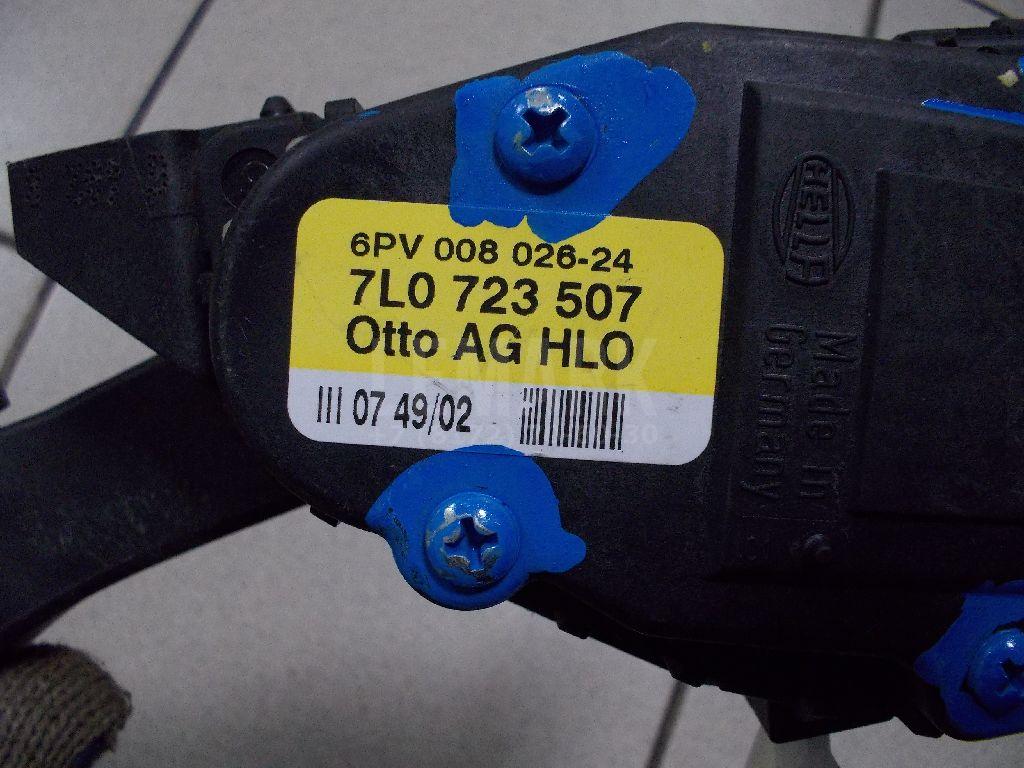 6PV 008 026-24
7L0 723 507
Otto AG HLO
III 07 49/02
HELLA
Made in
Germany